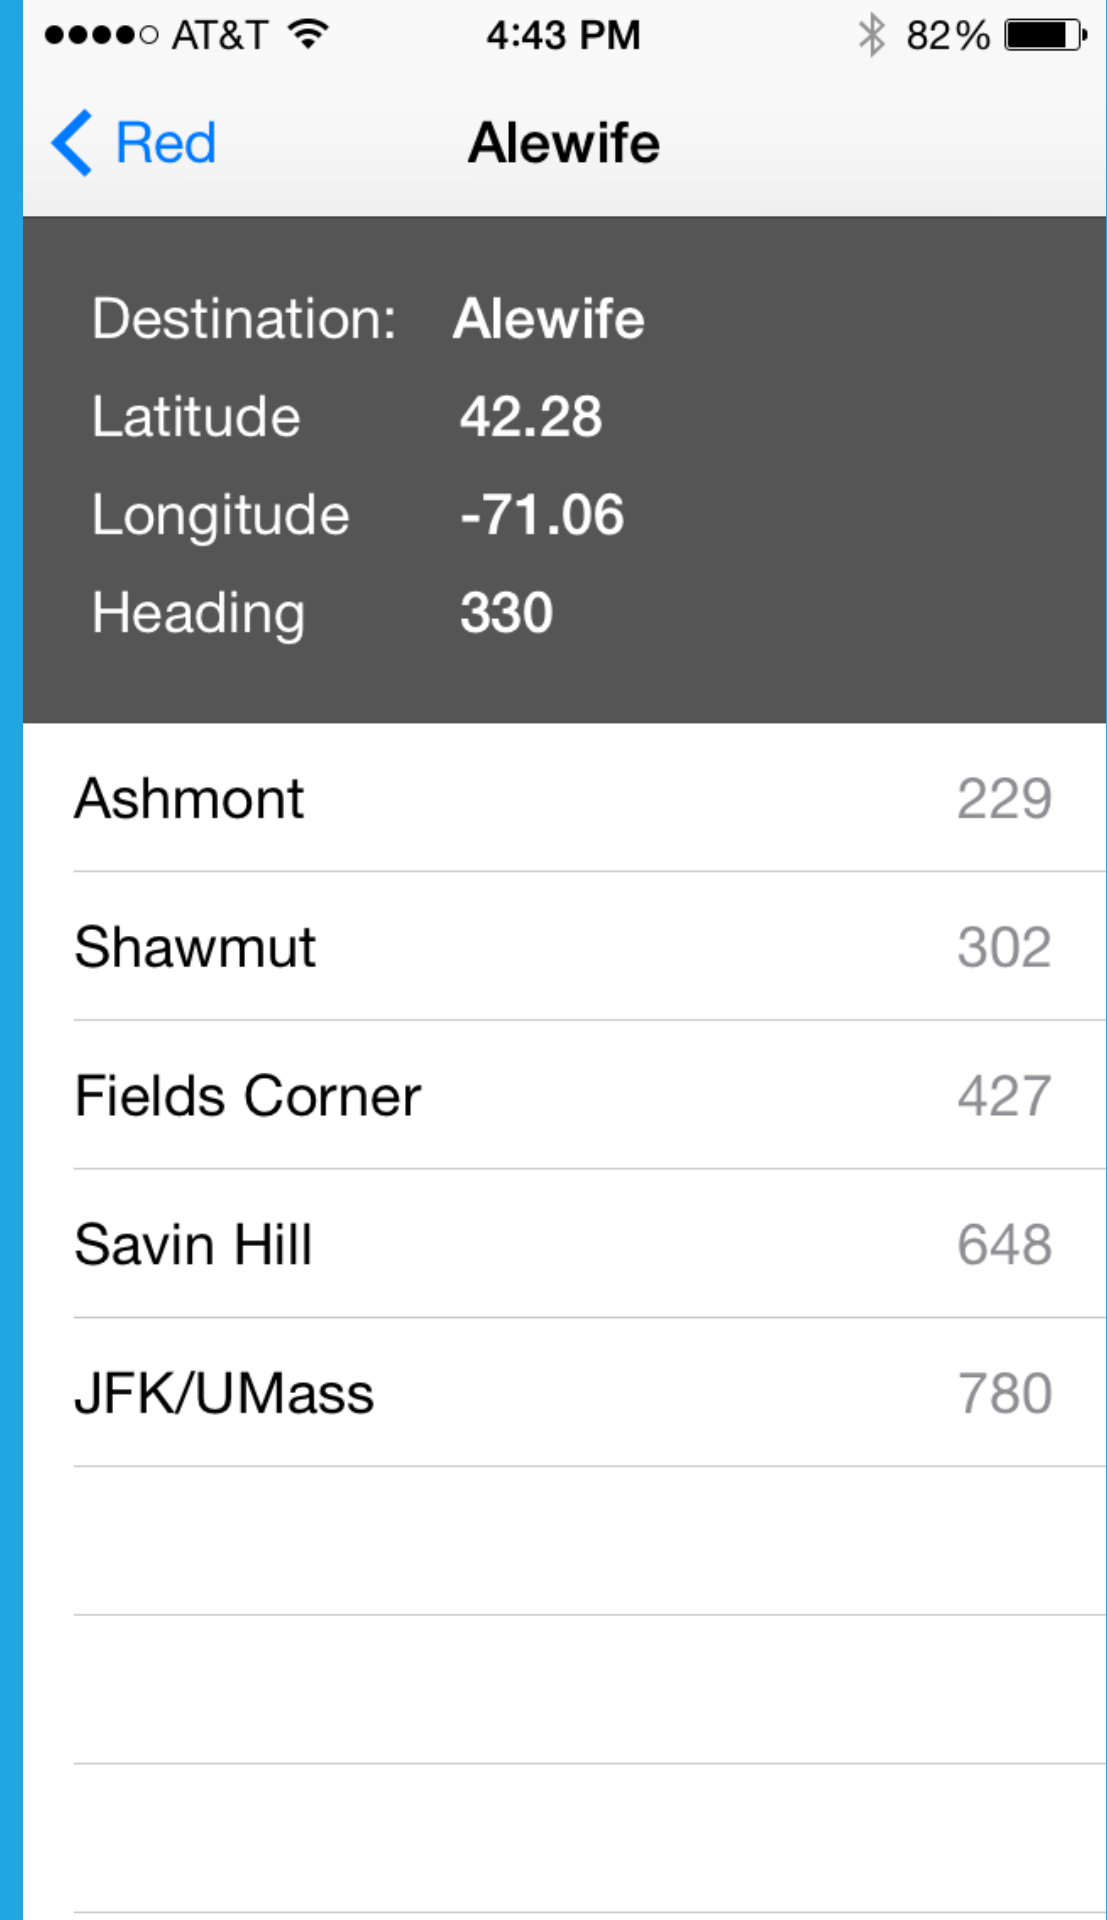 AT&T 4:43 PM 82%
Red Alewife
Destination: Alewife
Latitude 42.28
Longitude -71.06
Heading 330
Ashmont 229
Shawmut 302
Fields Corner 427
Savin Hill 648
JFK/UMass 780